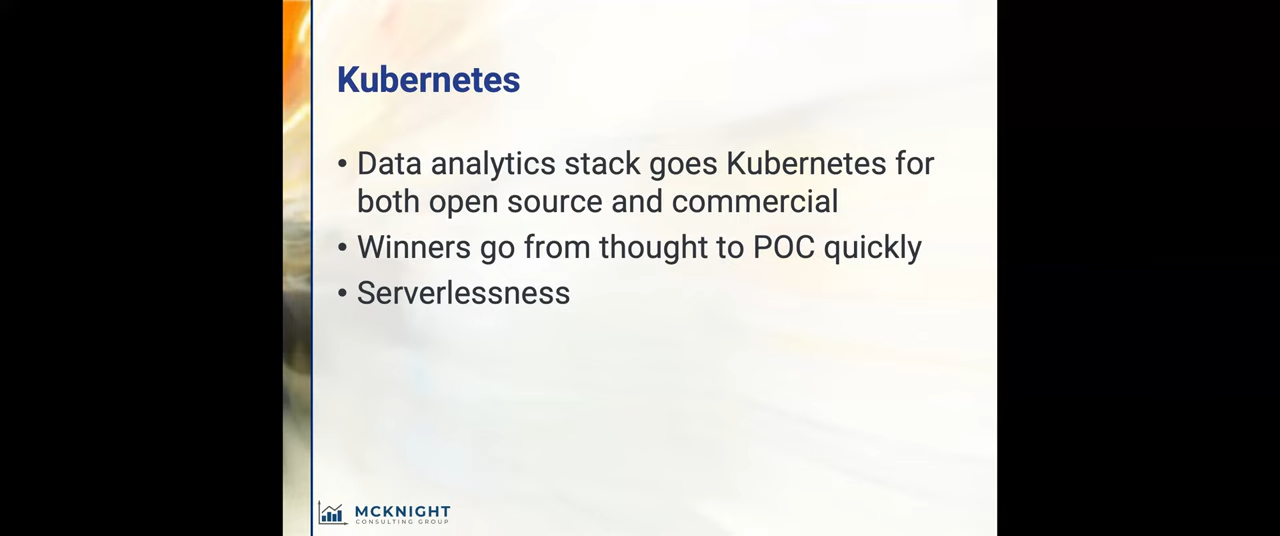 Kubernetes
• Data analytics stack goes Kubernetes for
both open source and commercial
• Winners go from thought to POC quickly
• Serverlessness
MCKNIGHT
CONSULTING GROUP